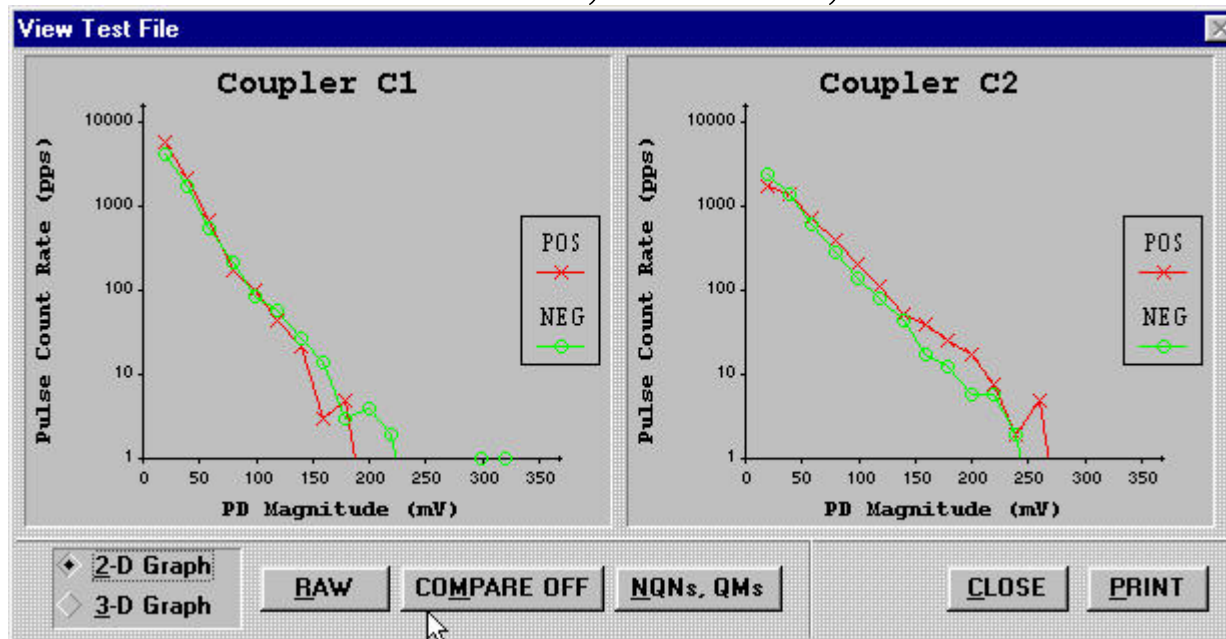 View Test File
Coupler C1
Pulse Count Rate (pps)
10000
1000
100
10
1
0 50 100 150 200 250 300 350
PD Magnitude (mV)
POS
NEG
Coupler C2
Pulse Count Rate (pps)
10000
1000
100
10
1
0 50 100 150 200 250 300 350
PD Magnitude (mV)
POS
NEG
2-D Graph
3-D Graph
RAW
COMPARE OFF
NQNs, QMs
CLOSE
PRINT